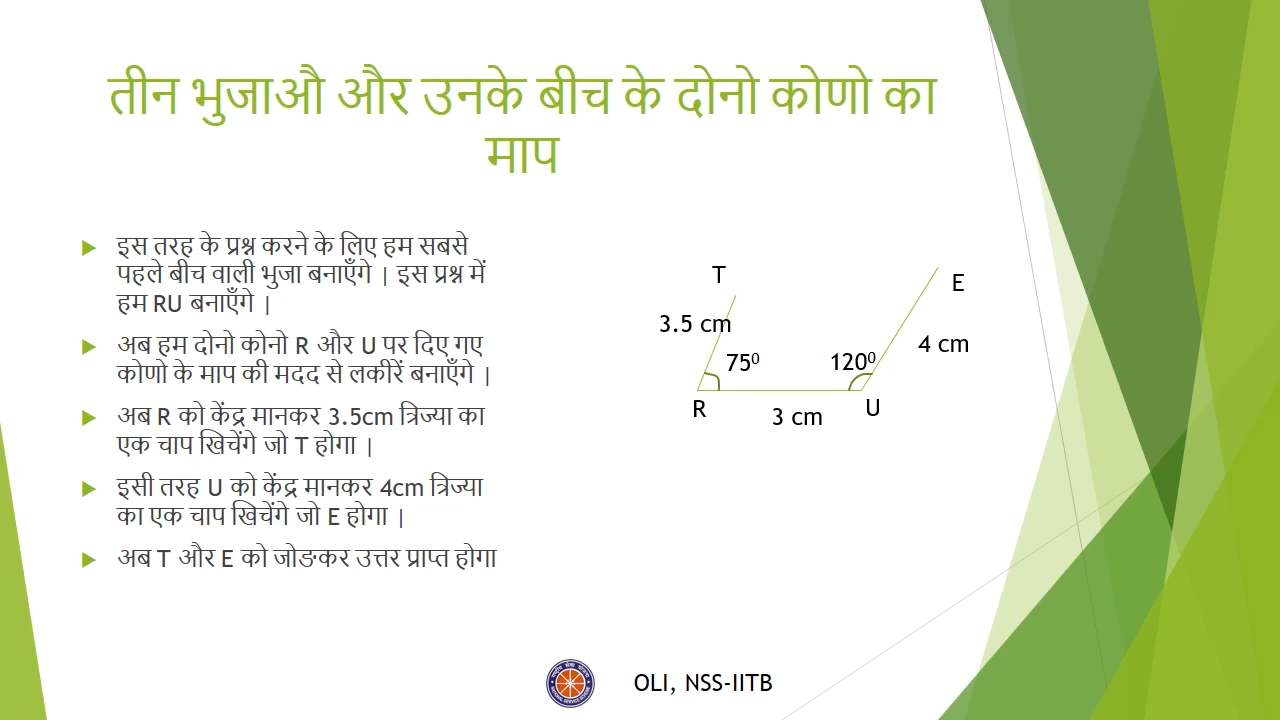 तीन भुजाऔ और उनके बीच के दोनो कोणो का
माप
इस तरह के प्रश्न करने के लिए हम सबसे
पहले बीच वाली भुजा बनाएँगे | इस प्रश्न में
हम RU बनाएँगे |
अब हम दोनो कोनो R और U पर दिए गए
कोणो के माप की मदद से लकीरें बनाएँगे |
अब R को केंद्र मानकर 3.5cm त्रिज्या का
एक चाप खिचेंगे जो T होगा |
इसी तरह U को केंद्र मानकर 4cm त्रिज्या
का एक चाप खिचेंगे जो E होगा |
अब T और E को जोङकर उत्तर प्राप्त होगा
T
E
3.5 cm
4 cm
75⁰
120⁰
R
3 cm
U
OLI, NSS-IITB